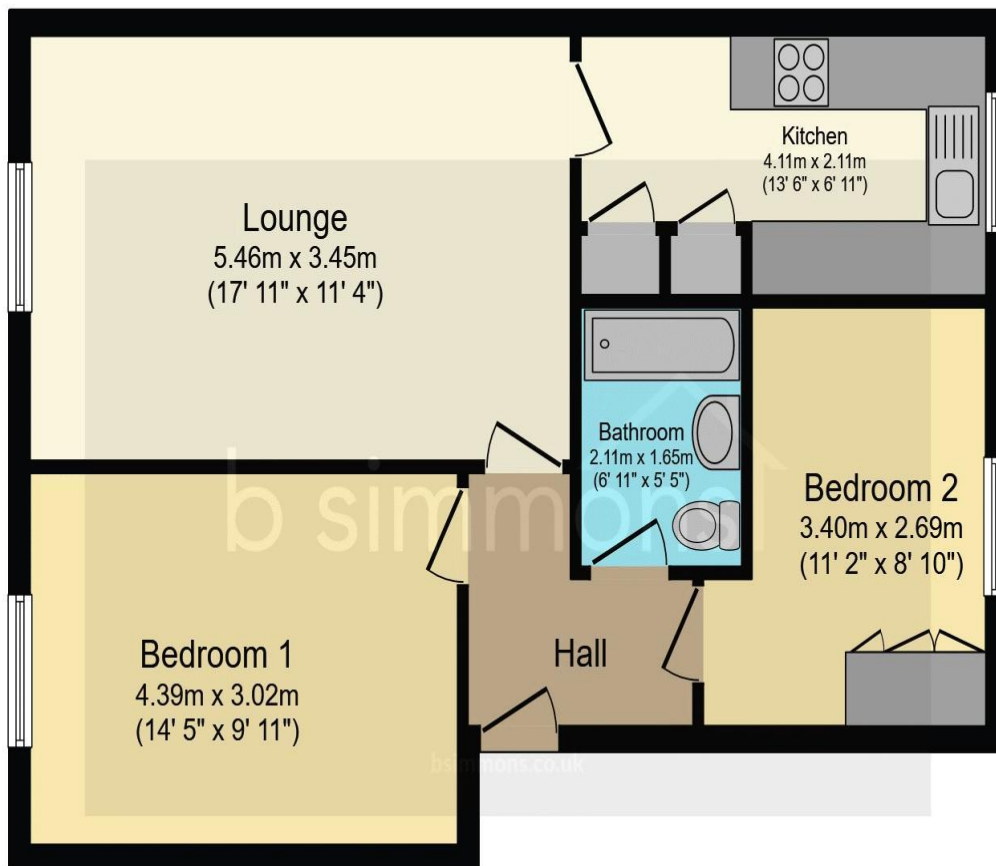 Lounge
5.46m x 3.45m
(17' 11" x 11' 4")
Kitchen
4.11m x 2.11m
(13' 6" x 6' 11")
Bathroom
2.11m x 1.65m
(6' 11" x 5' 5")
Bedroom 2
3.40m x 2.69m
(11' 2" x 8' 10")
b simmons
Bedroom 1
4.39m x 3.02m
(14' 5" x 9' 11")
Hall
bsimmons.co.uk